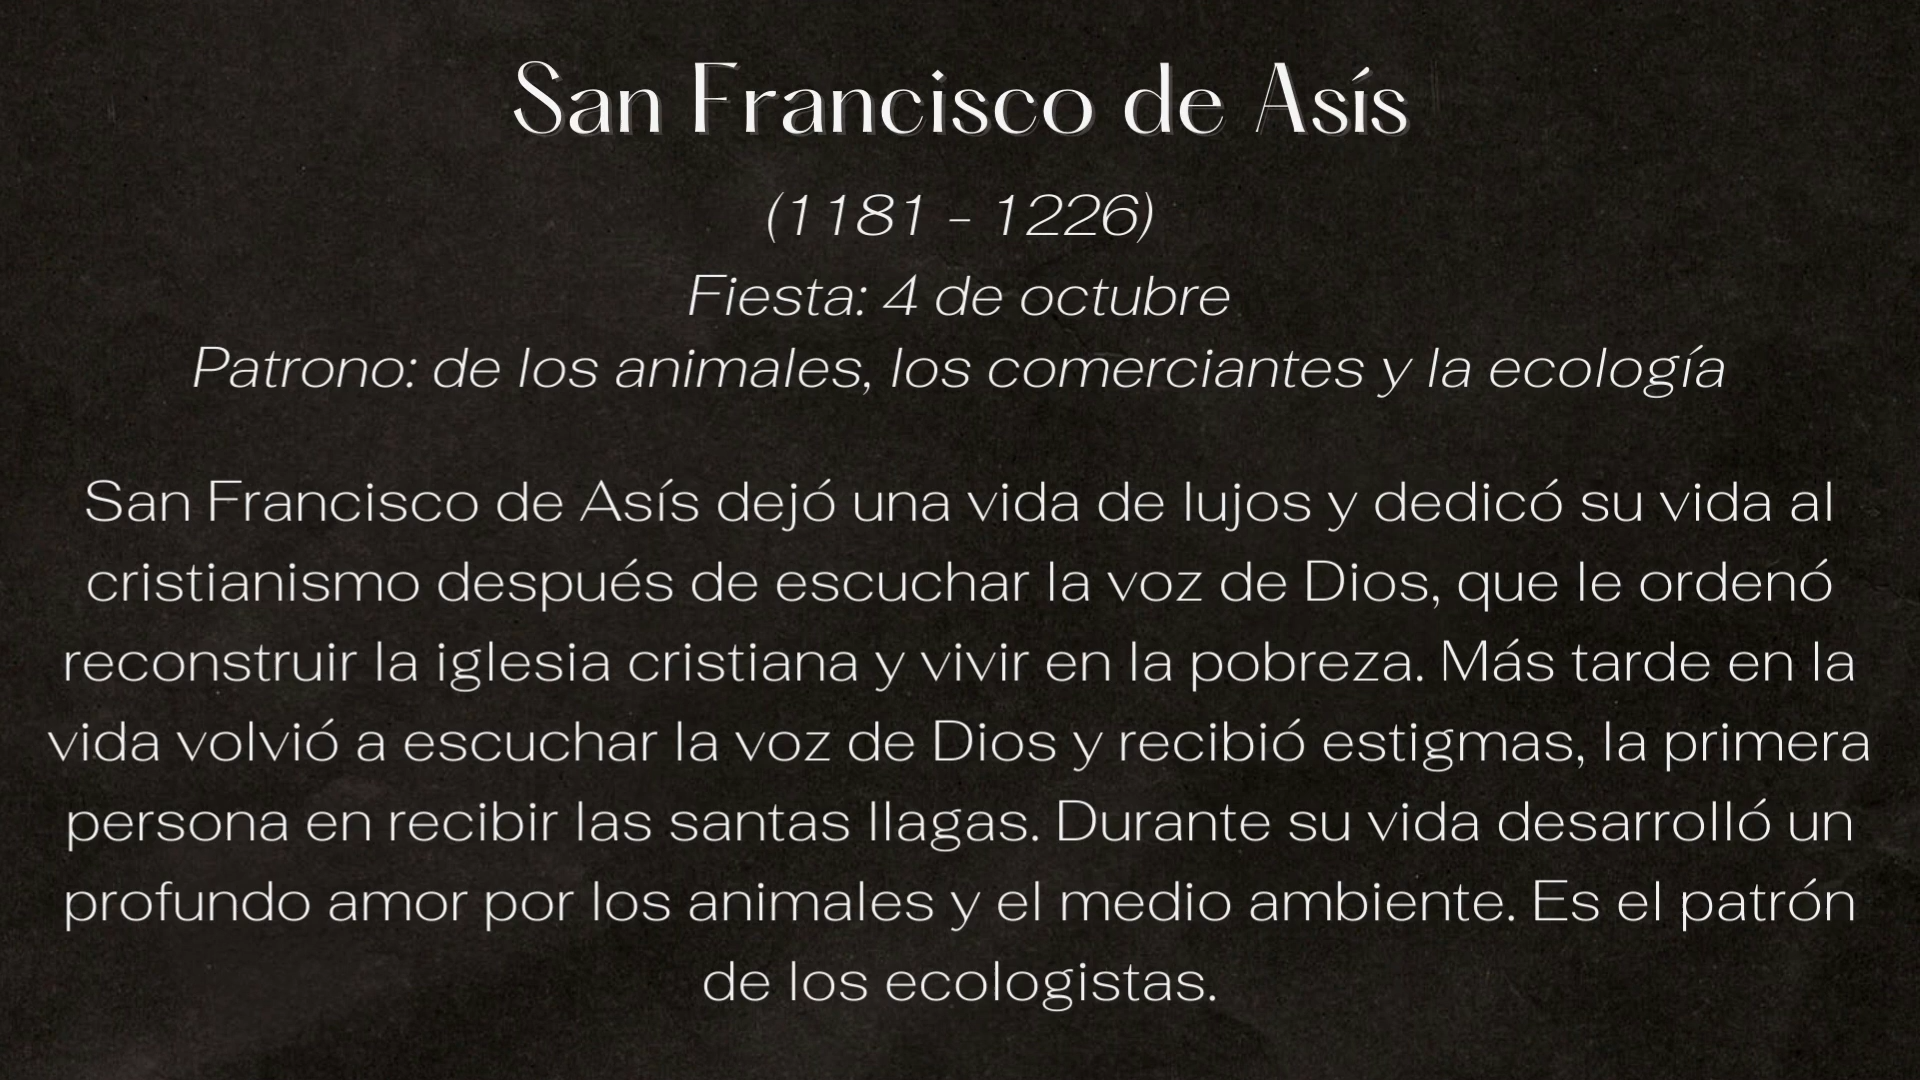 San Francisco de Asís
(1181 - 1226)
Fiesta: 4 de octubre
Patrono: de los animales, los comerciantes y la ecología
San Francisco de Asís dejó una vida de lujos y dedicó su vida al
cristianismo después de escuchar la voz de Dios, que le ordenó
reconstruir la iglesia cristiana y vivir en la pobreza. Más tarde en la
vida volvió a escuchar la voz de Dios y recibió estigmas, la primera
persona en recibir las santas llagas. Durante su vida desarrolló un
profundo amor por los animales y el medio ambiente. Es el patrón
de los ecologistas.